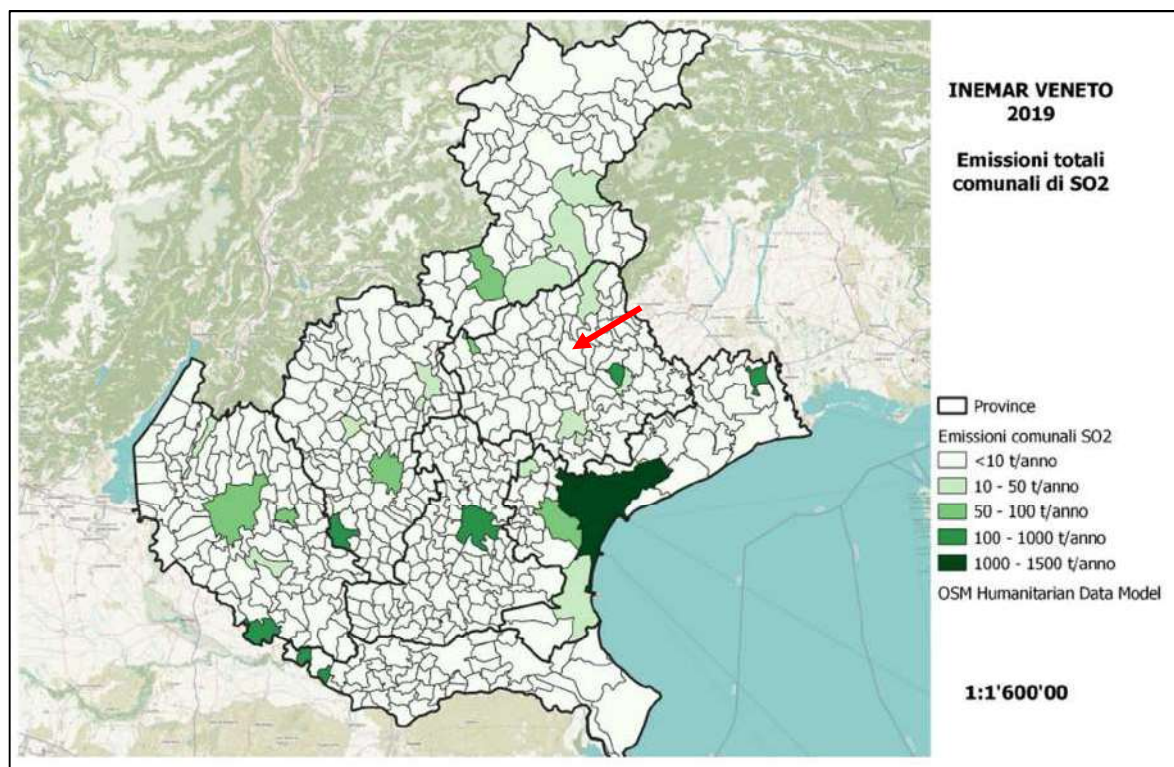 INEMAR VENETO
2019
Emissioni totali
comunali di SO2
Province
Emissioni comunali SO2
<10 t/anno
10 - 50 t/anno
50 - 100 t/anno
100 - 1000 t/anno
1000 - 1500 t/anno
OSM Humanitarian Data Model
1:1'600'00